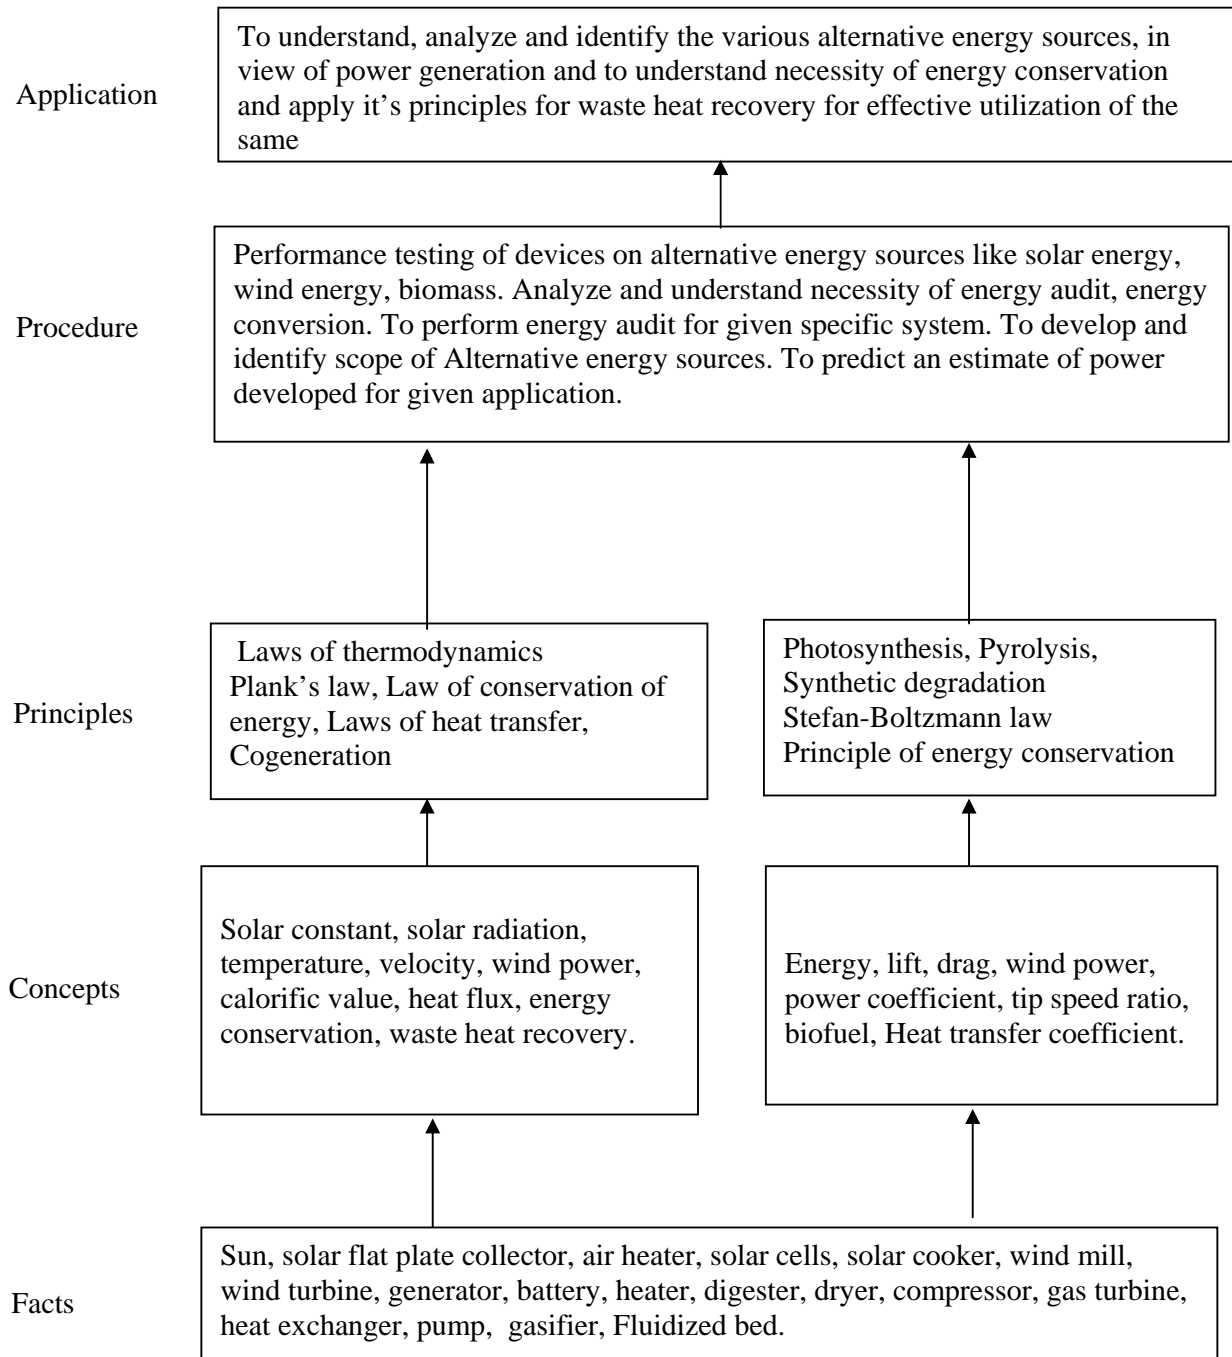 To understand, analyze and identify the various alternative energy sources, in
view of power generation and to understand necessity of energy conservation
and apply it’s principles for waste heat recovery for effective utilization of the
same
Application
Performance testing of devices on alternative energy sources like solar energy,
wind energy, biomass. Analyze and understand necessity of energy audit, energy
conversion. To perform energy audit for given specific system. To develop and
identify scope of Alternative energy sources. To predict an estimate of power
developed for given application.
Procedure
Laws of thermodynamics
Plank’s law, Law of conservation of
energy, Laws of heat transfer,
Cogeneration
Photosynthesis, Pyrolysis,
Synthetic degradation
Stefan-Boltzmann law
Principle of energy conservation
Principles
Solar constant, solar radiation,
temperature, velocity, wind power,
calorific value, heat flux, energy
conservation, waste heat recovery.
Energy, lift, drag, wind power,
power coefficient, tip speed ratio,
biofuel, Heat transfer coefficient.
Concepts
Sun, solar flat plate collector, air heater, solar cells, solar cooker, wind mill,
wind turbine, generator, battery, heater, digester, dryer, compressor, gas turbine,
heat exchanger, pump, gasifier, Fluidized bed.
Facts